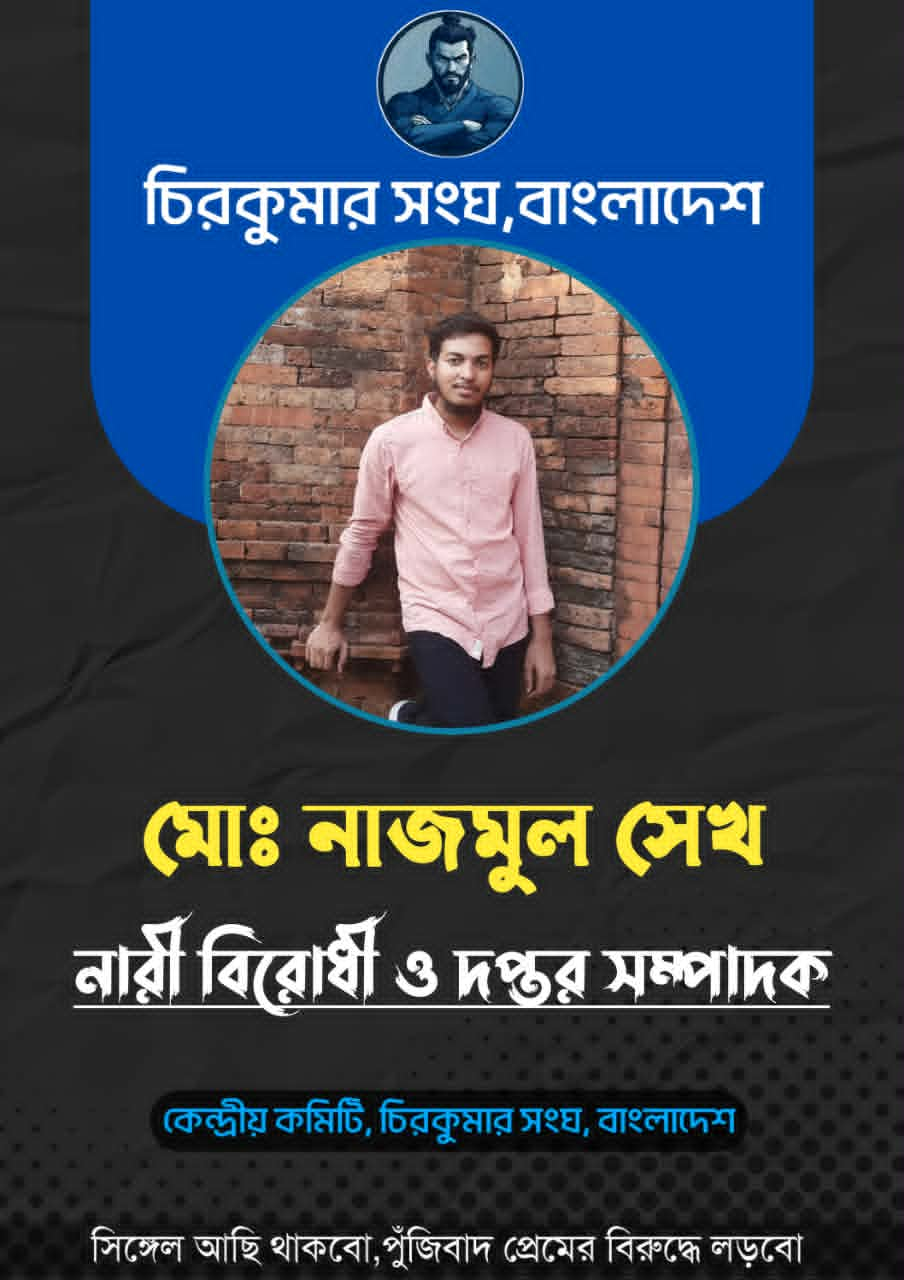 চিরকুমার সংঘ,বাংলাদেশ
মোঃ নাজমুল সেখ
নারী বিরোধী ও দপ্তর সম্পাদক
কেন্দ্রীয় কমিটি, চিরকুমার সংঘ, বাংলাদেশ
সিঙ্গেল আছি থাকবো,পুঁজিবাদ প্রেমের বিরুদ্ধে লড়বো